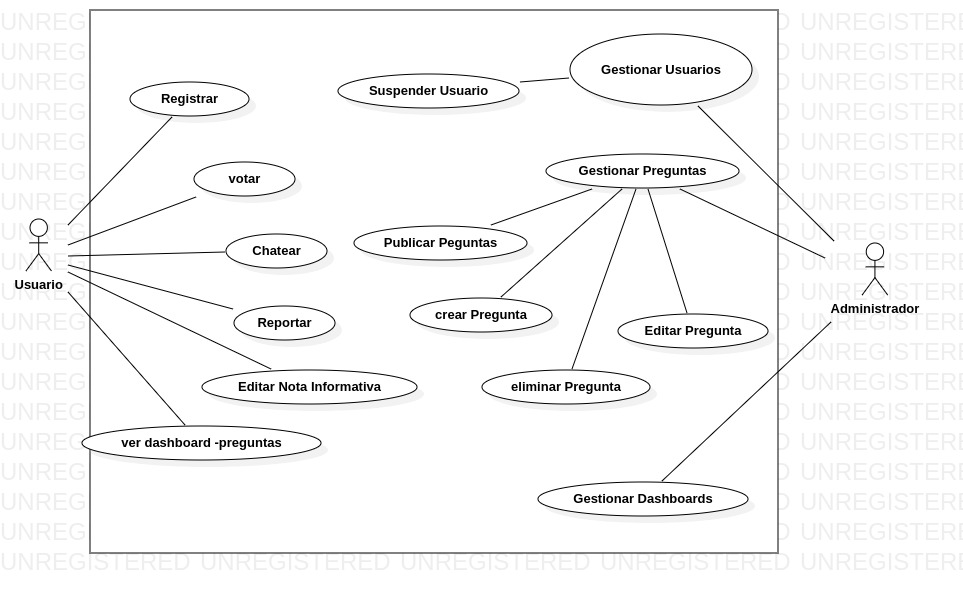 Gestionar Usuarios
Suspender Usuario
Registrar
Gestionar Preguntas
votar
Publicar Peguntas
Chatear
Usuario
Administrador
crear Pregunta
Reportar
Editar Pregunta
Editar Nota Informativa
eliminar Pregunta
ver dashboard -preguntas
Gestionar Dashboards
UNREGISTERED UNREGISTERED UNREGISTERED UNREGISTERED UNREGISTERE